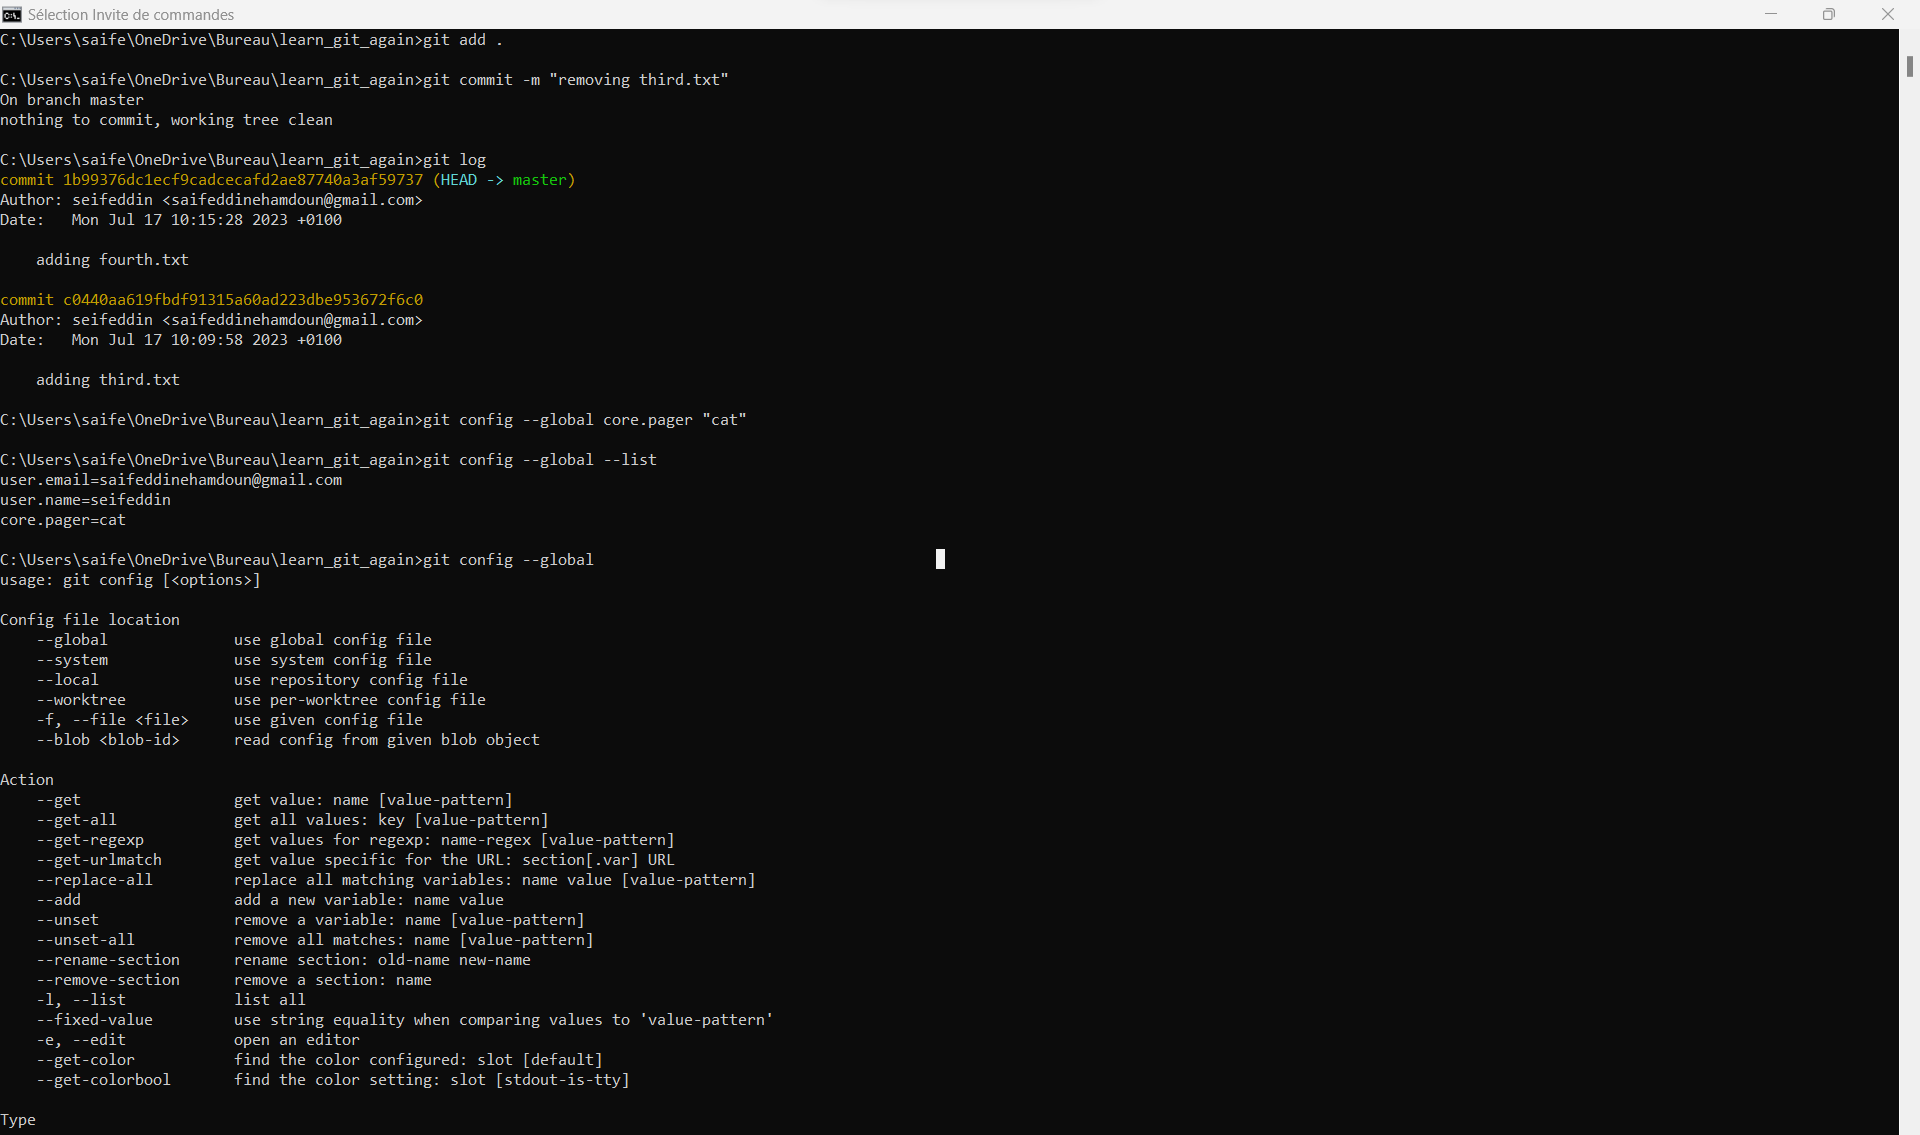 Sélection Invite de commandes
C:\Users\saife\OneDrive\Bureau\learn_git_again>git add .
C:\Users\saife\OneDrive\Bureau\learn_git_again>git commit -m "removing third.txt"
On branch master
nothing to commit, working tree clean
C:\Users\saife\OneDrive\Bureau\learn_git_again>git log
commit 1b99376dc1ecf9cadcecafd2ae87740a3af59737 (HEAD -> master)
Author: seifeddin <saifeddinehamdoun@gmail.com>
Date:   Mon Jul 17 10:15:28 2023 +0100
    adding fourth.txt
commit c0440aa619fbdf91315a60ad223dbe953672f6c0
Author: seifeddin <saifeddinehamdoun@gmail.com>
Date:   Mon Jul 17 10:09:58 2023 +0100
    adding third.txt
C:\Users\saife\OneDrive\Bureau\learn_git_again>git config --global core.pager "cat"
C:\Users\saife\OneDrive\Bureau\learn_git_again>git config --global --list
user.email=saifeddinehamdoun@gmail.com
user.name=seifeddin
core.pager=cat
C:\Users\saife\OneDrive\Bureau\learn_git_again>git config --global
usage: git config [<options>]
Config file location
    --global              use global config file
    --system              use system config file
    --local               use repository config file
    --worktree            use per-worktree config file
    -f, --file <file>     use given config file
    --blob <blob-id>      read config from given blob object
Action
    --get                 get value: name [value-pattern]
    --get-all             get all values: key [value-pattern]
    --get-regexp          get values for regexp: name-regex [value-pattern]
    --get-urlmatch        get value specific for the URL: section[.var] URL
    --replace-all         replace all matching variables: name value [value-pattern]
    --add                 add a new variable: name value
    --unset               remove a variable: name [value-pattern]
    --unset-all           remove all matches: name [value-pattern]
    --rename-section      rename section: old-name new-name
    --remove-section      remove a section: name
    -l, --list            list all
    --fixed-value         use string equality when comparing values to 'value-pattern'
    -e, --edit            open an editor
    --get-color           find the color configured: slot [default]
    --get-colorbool       find the color setting: slot [stdout-is-tty]
Type